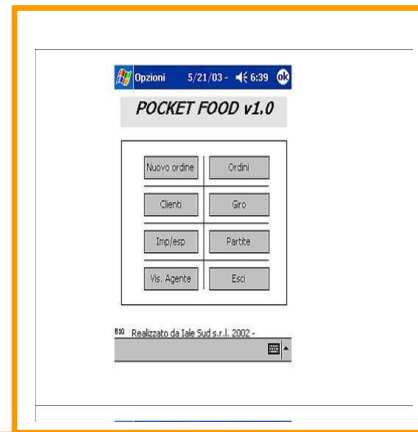 Opzioni 5/21/03 - 6:39 ok
POCKET FOOD v1.0
Nuovo ordine Ordini
Clienti Giro
Imp/esp Partite
Vis. Agente Esci
Realizzato da Iale Sud s.r.l. 2002 -